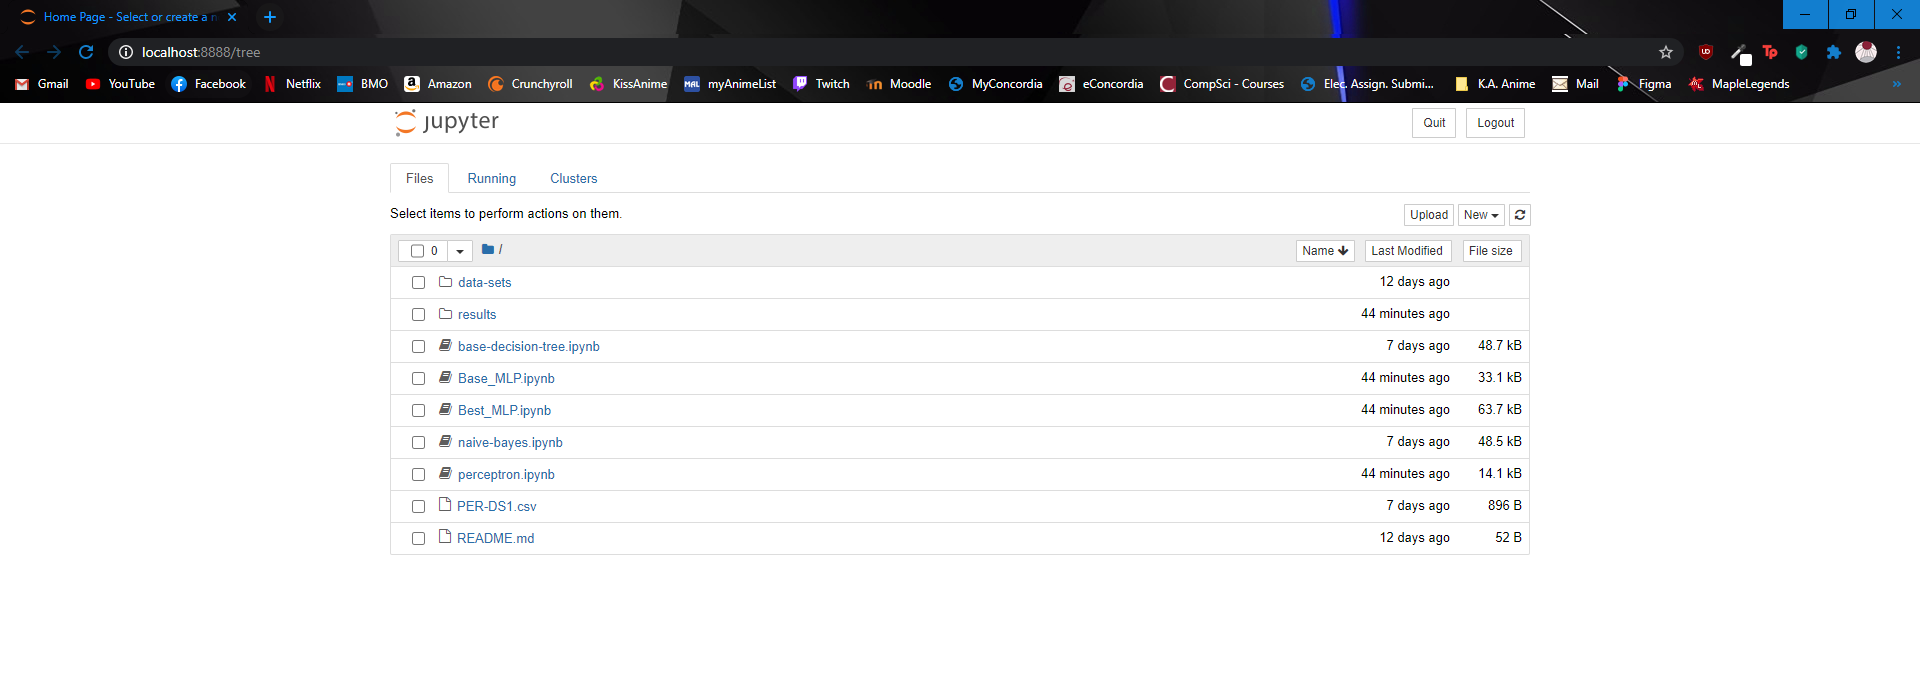 Home Page - Select or create a n
localhost:8888/tree
Gmail YouTube Facebook Netflix BMO Amazon Crunchyroll KissAnime MAL myAnimeList Twitch Moodle MyConcordia eConcordia CompSci - Courses Elec. Assign. Submi... K.A. Anime Mail Figma MapleLegends »
jupyter Quit Logout
Files Running Clusters
Select items to perform actions on them. Upload New
0 / Name Last Modified File size
data-sets 12 days ago
results 44 minutes ago
base-decision-tree.ipynb 7 days ago 48.7 kB
Base_MLP.ipynb 44 minutes ago 33.1 kB
Best_MLP.ipynb 44 minutes ago 63.7 kB
naive-bayes.ipynb 7 days ago 48.5 kB
perceptron.ipynb 44 minutes ago 14.1 kB
PER-DS1.csv 7 days ago 896 B
README.md 12 days ago 52 B